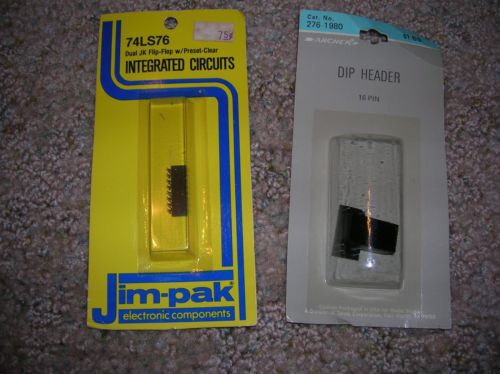 74LS76
Dual JK Flip-Flop w/Preset-Clear
INTEGRATED CIRCUITS
75¢
Jim-pak
electronic components
Cat. No.
276 1980
ARCHER
DIP HEADER
16 PIN